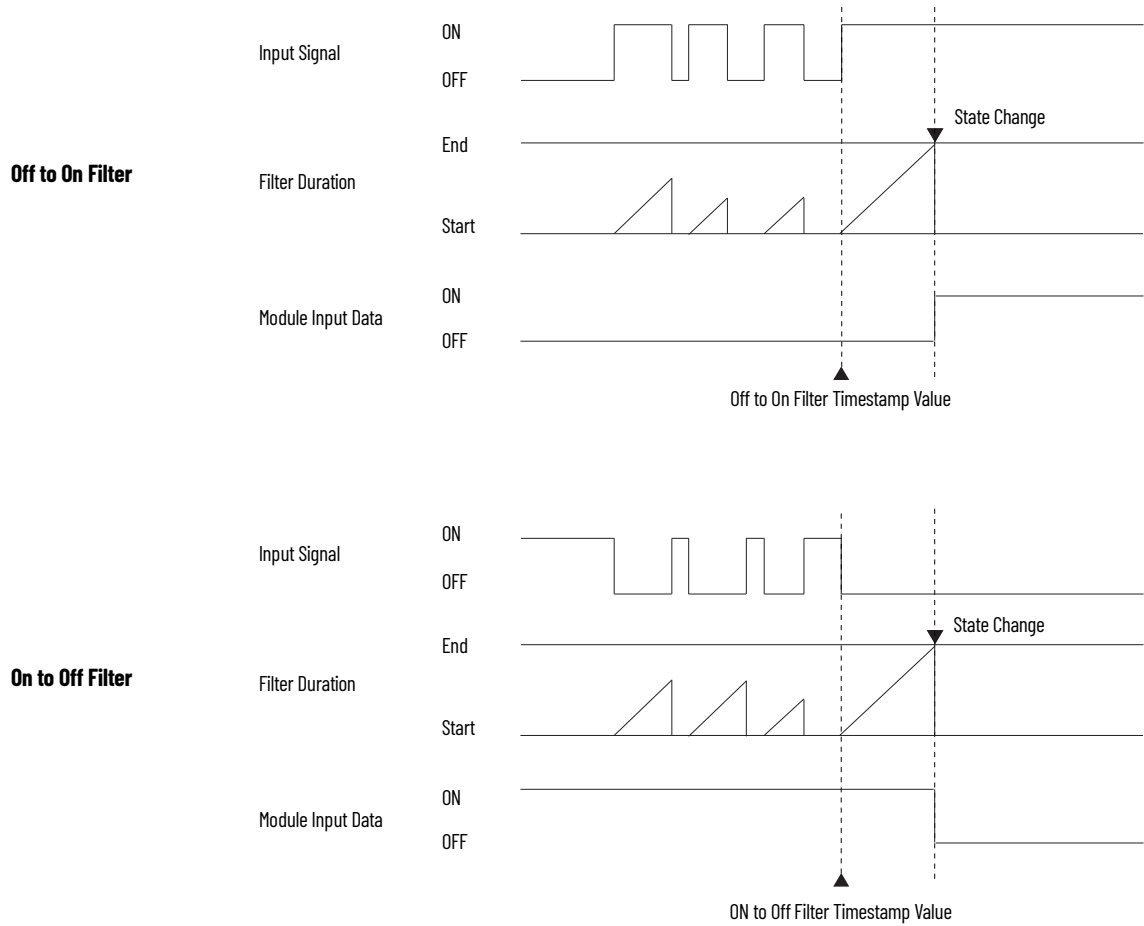 ON
Input Signal
OFF
State Change
End
Off to On Filter
Filter Duration
Start
ON
Module Input Data
OFF
Off to On Filter Timestamp Value
ON
Input Signal
OFF
State Change
End
On to Off Filter
Filter Duration
Start
ON
Module Input Data
OFF
ON to Off Filter Timestamp Value